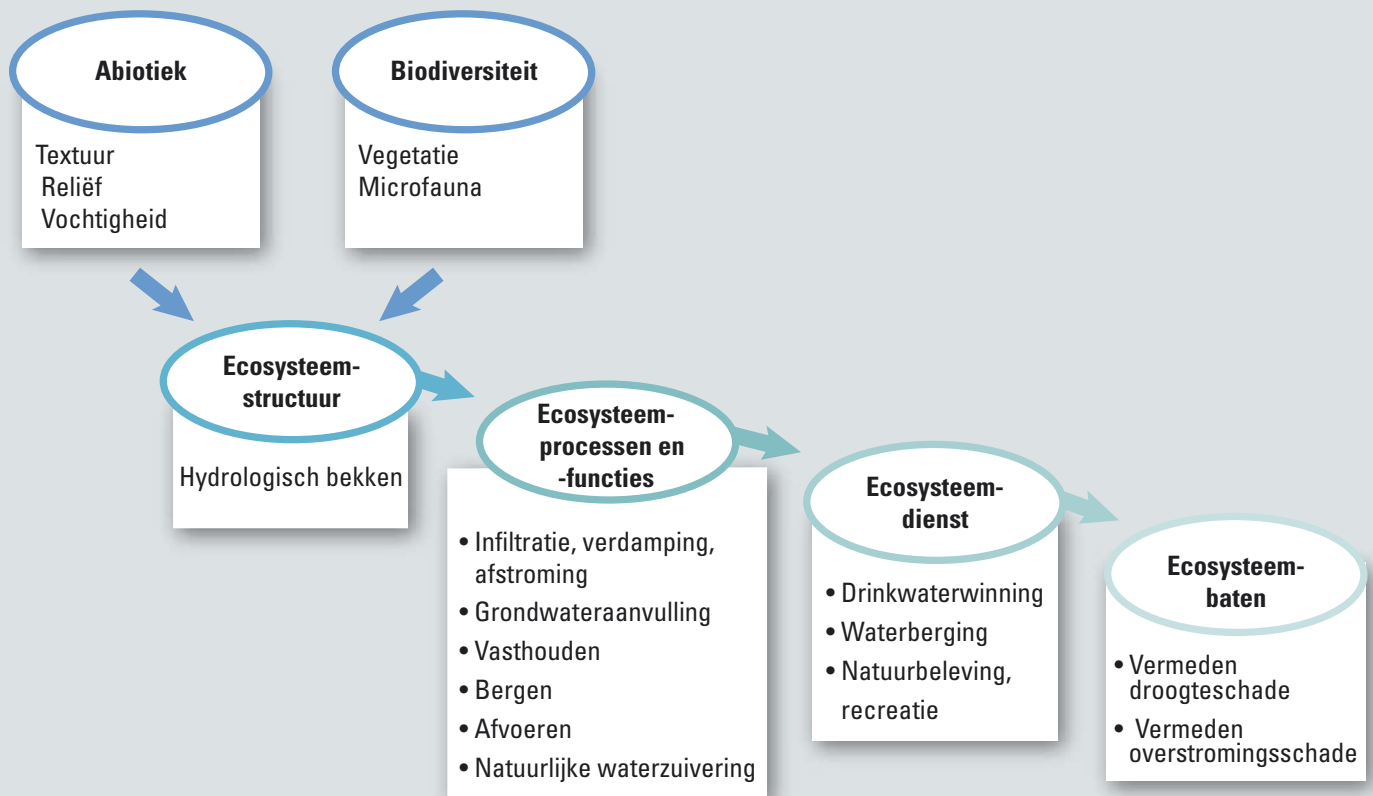 Abiotiek
Textuur
Reliëf
Vochtigheid
Biodiversiteit
Vegetatie
Microfauna
Ecosysteem-
structuur
Hydrologisch bekken
Ecosysteem-
processen en
-functies
• Infiltratie, verdamping,
afstroming
• Grondwateraanvulling
• Vasthouden
• Bergen
• Afvoeren
• Natuurlijke waterzuivering
Ecosysteem-
dienst
• Drinkwaterwinning
• Waterberging
• Natuurbeleving,
recreatie
Ecosysteem-
baten
• Vermeden
droogteschade
• Vermeden
overstromingsschade